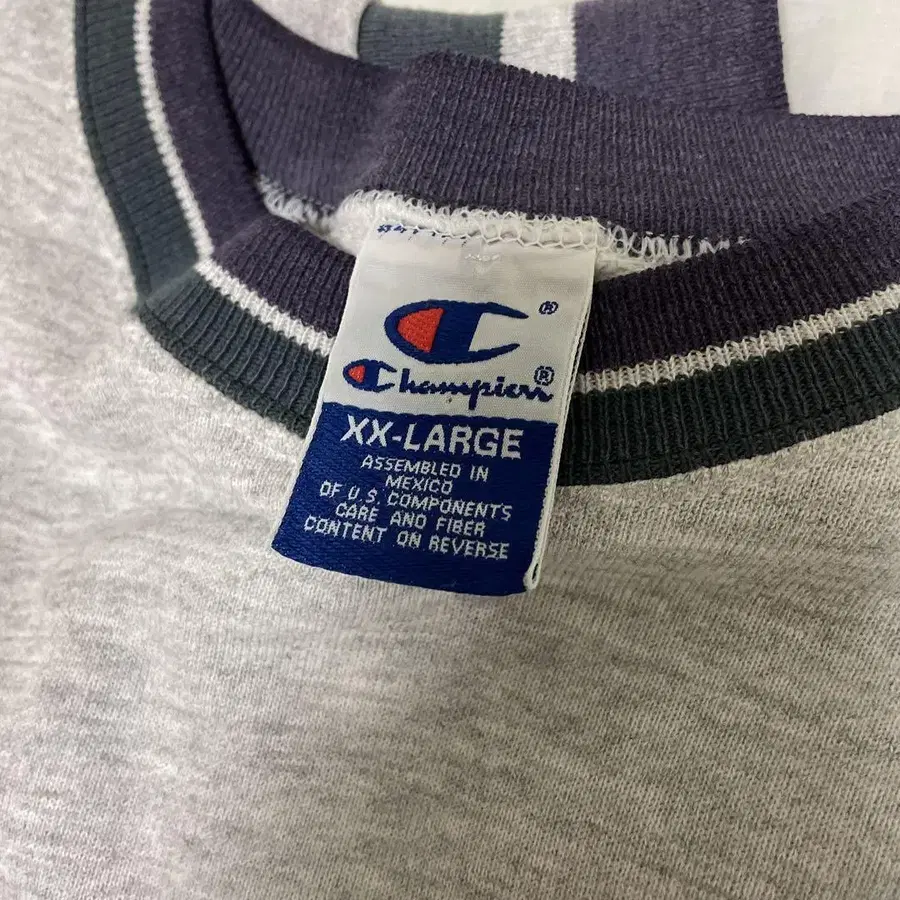 ®
Champion®
XX-LARGE
ASSEMBLED IN
MEXICO
OF U.S. COMPONENTS
CARE AND FIBER
CONTENT ON REVERSE